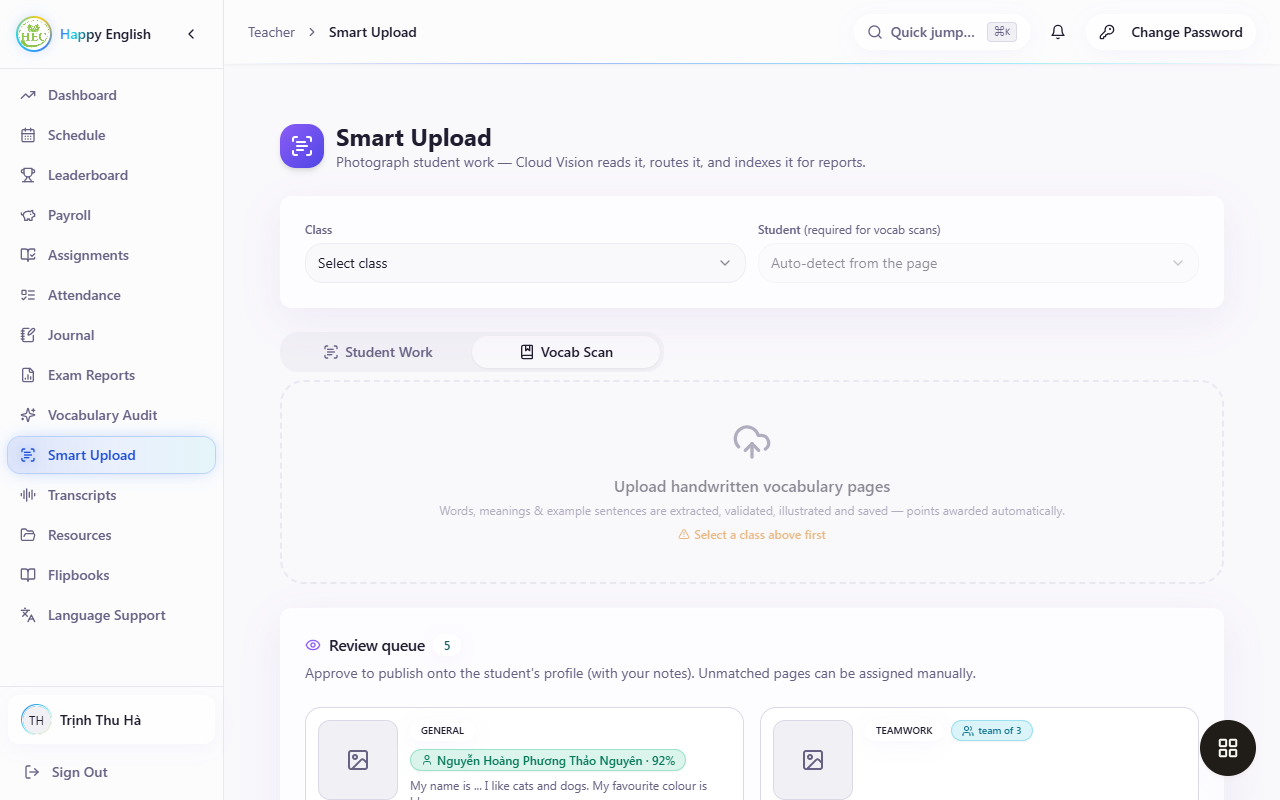 HEC
Happy English
Teacher
Smart Upload
Quick jump...
⌘K
Change Password
Dashboard
Schedule
Leaderboard
Payroll
Assignments
Attendance
Journal
Exam Reports
Vocabulary Audit
Smart Upload
Transcripts
Resources
Flipbooks
Language Support
TH
Trịnh Thu Hà
Sign Out
Smart Upload
Photograph student work — Cloud Vision reads it, routes it, and indexes it for reports.
Class
Select class
Student (required for vocab scans)
Auto-detect from the page
Student Work
Vocab Scan
Upload handwritten vocabulary pages
Words, meanings & example sentences are extracted, validated, illustrated and saved — points awarded automatically.
Select a class above first
Review queue
5
Approve to publish onto the student's profile (with your notes). Unmatched pages can be assigned manually.
GENERAL
Nguyễn Hoàng Phương Thảo Nguyên · 92%
My name is ... I like cats and dogs. My favourite colour is
TEAMWORK
team of 3